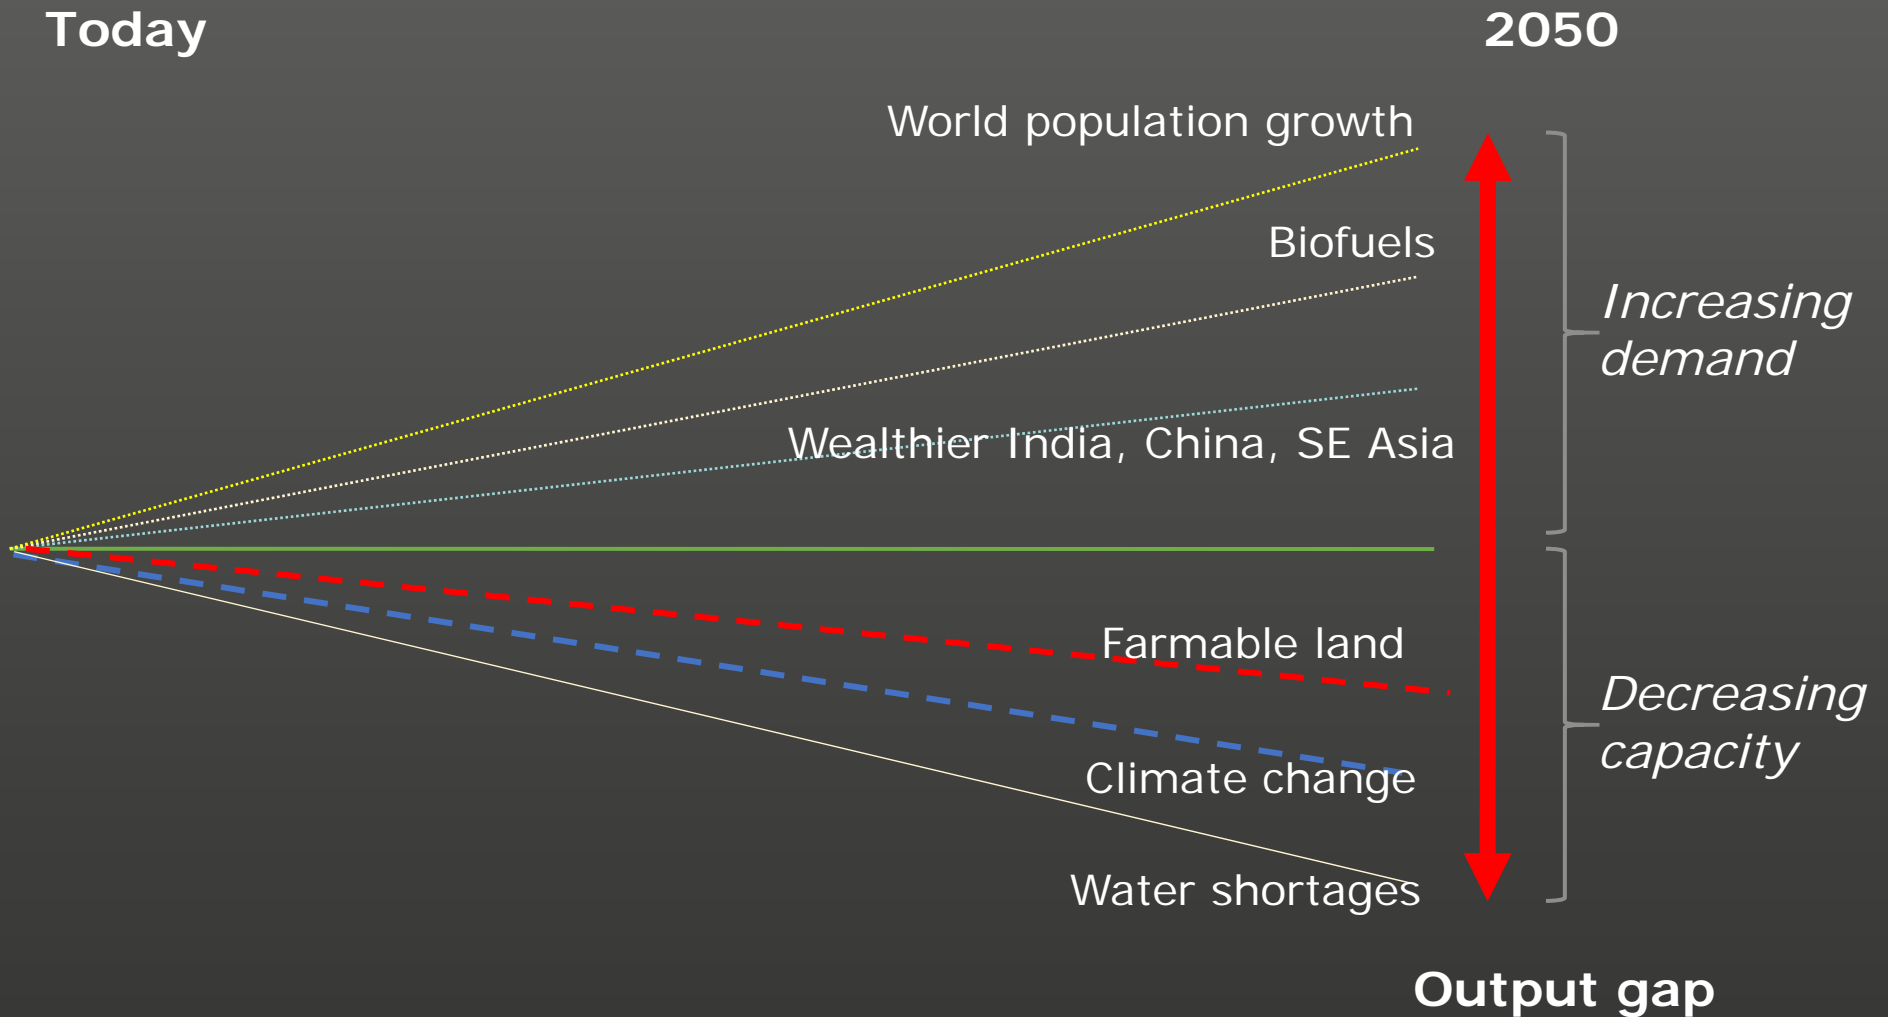 Today
2050
World population growth
Biofuels
Increasing
demand
Wealthier India, China, SE Asia
Farmable land
Decreasing
capacity
Climate change
Water shortages
Output gap